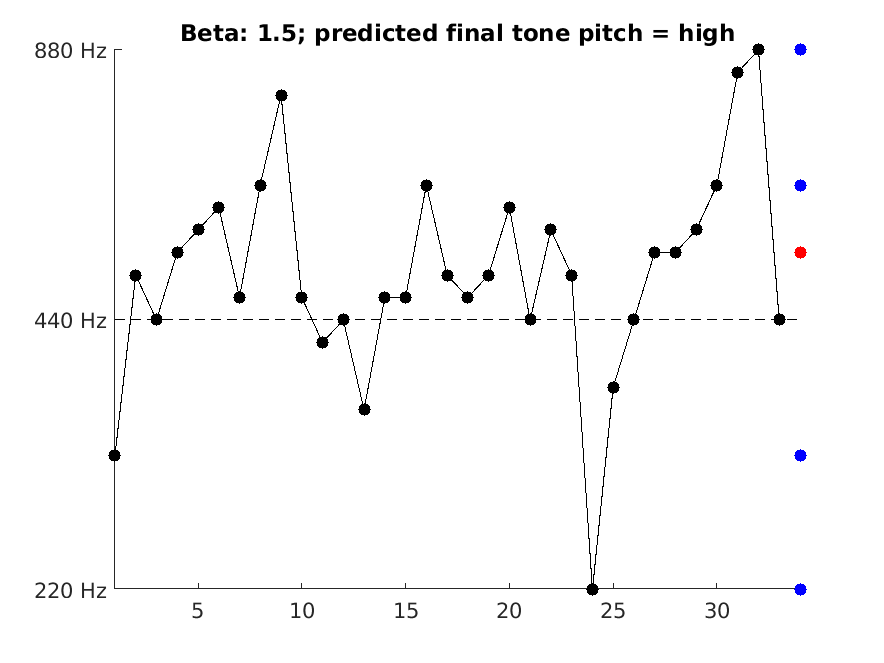 Beta: 1.5; predicted final tone pitch = high
880 Hz
440 Hz
220 Hz
5 10 15 20 25 30